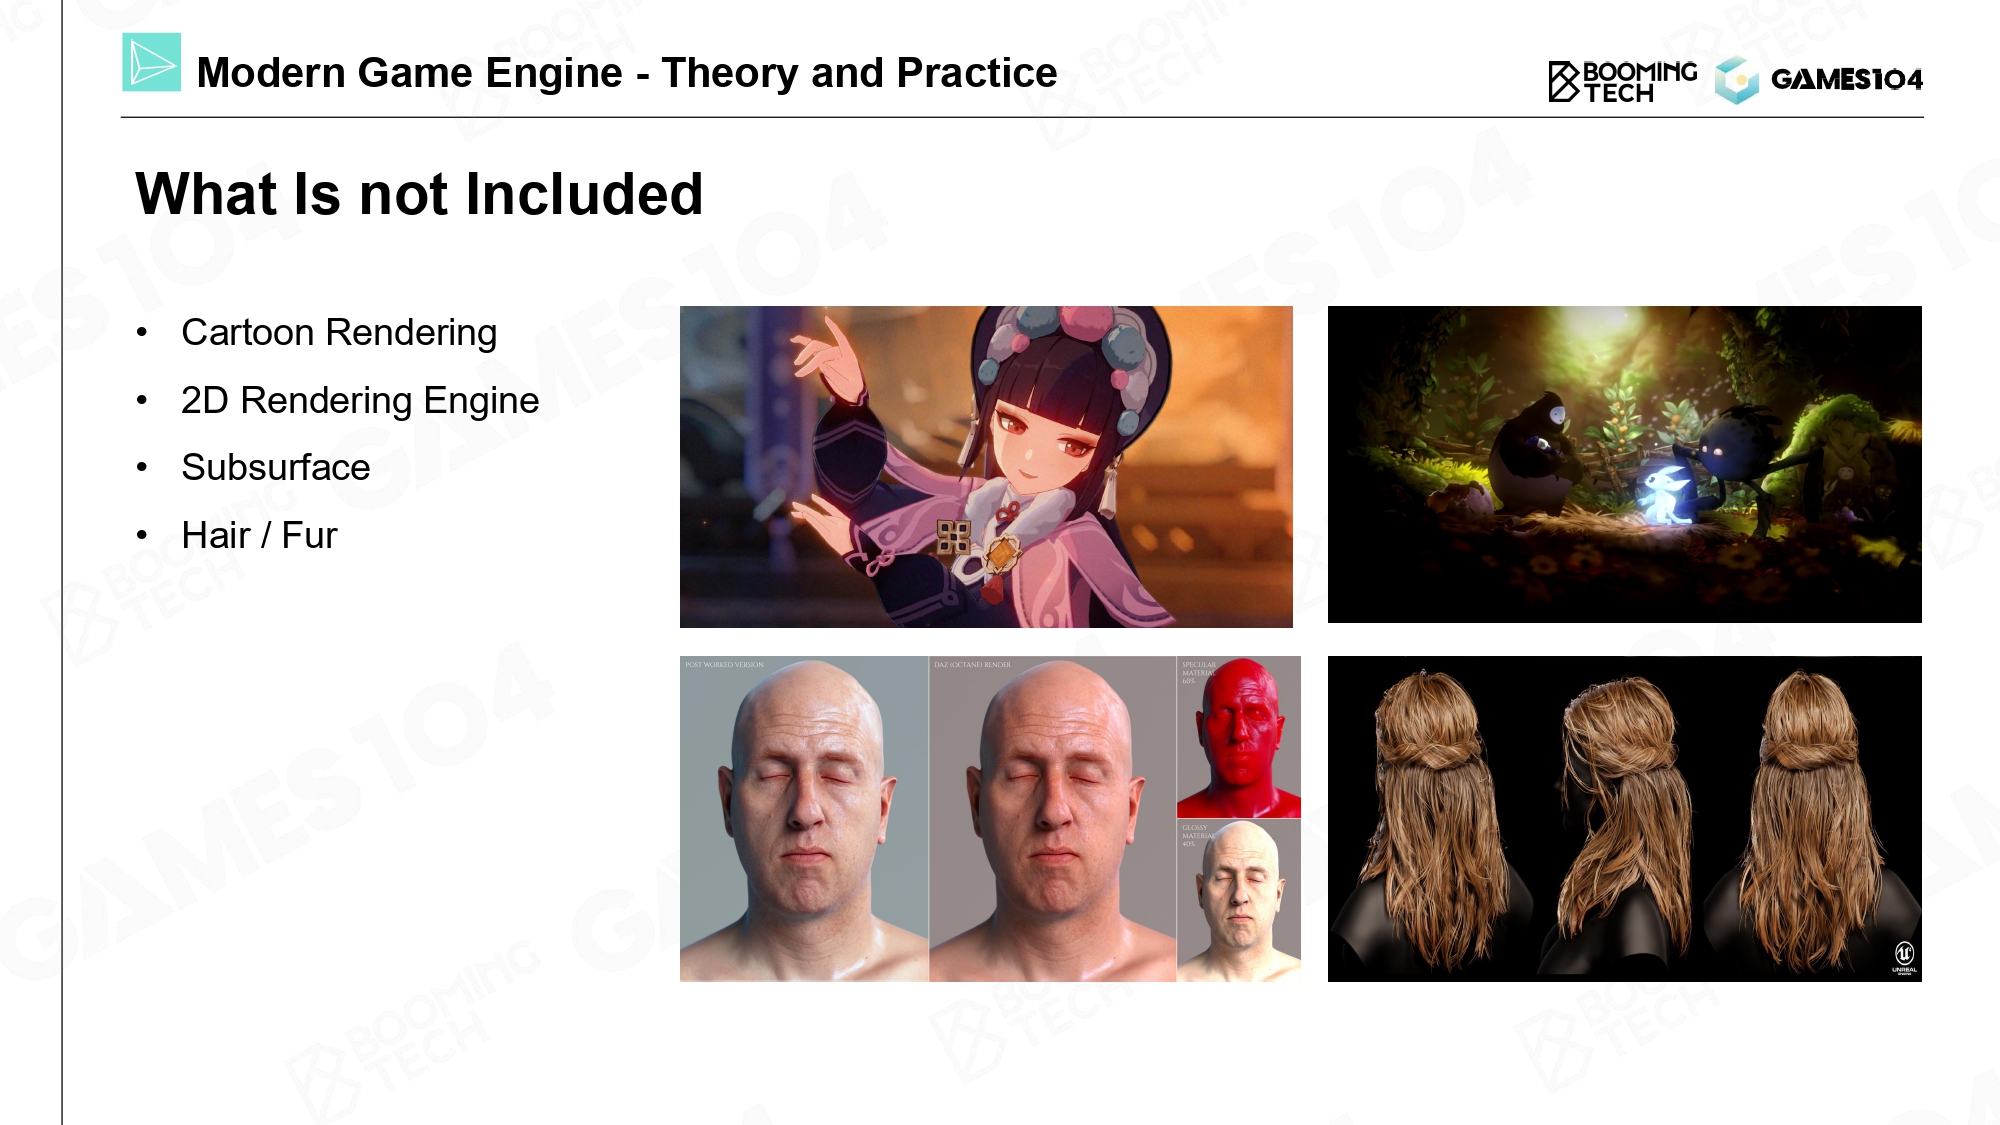 Modern Game Engine - Theory and Practice
BOOMING
TECH
GAMES104
What Is not Included
• Cartoon Rendering
• 2D Rendering Engine
• Subsurface
• Hair / Fur
POST WORKED VERSION
DAZ (OCTANE) RENDER
SPECULAR
MATERIAL
60%
GLOSSY
MATERIAL
40%
UNREAL
ENGINE